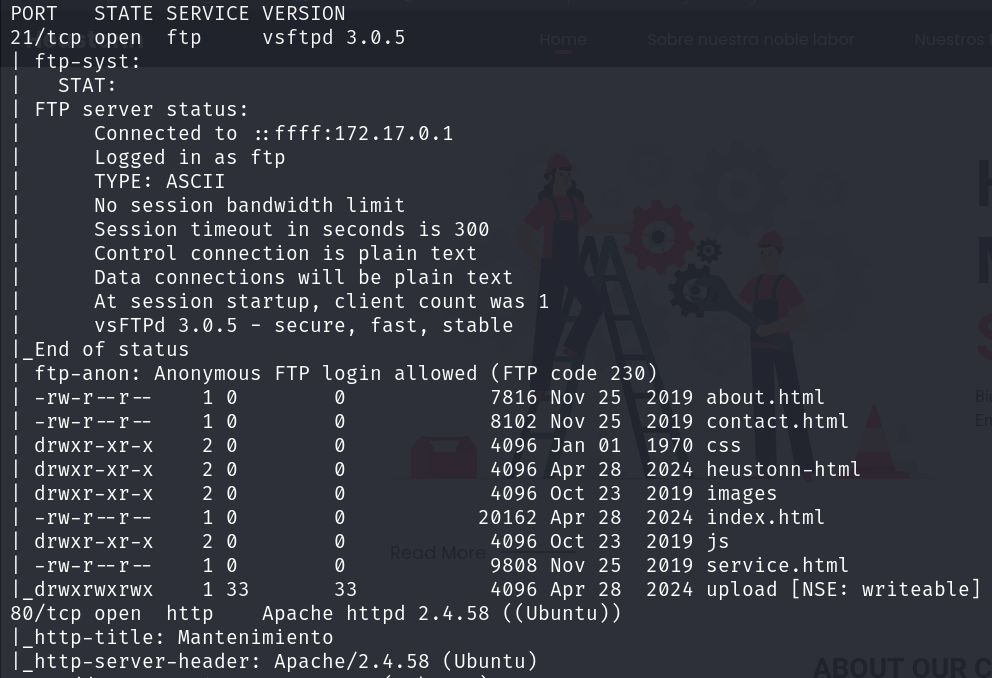 PORT   STATE SERVICE VERSION
21/tcp open  ftp     vsftpd 3.0.5
Home Sobre nuestra noble labor Nuestros
| ftp-syst:
|   STAT:
| FTP server status:
|      Connected to ::ffff:172.17.0.1
|      Logged in as ftp
|      TYPE: ASCII
|      No session bandwidth limit
|      Session timeout in seconds is 300
|      Control connection is plain text
|      Data connections will be plain text
|      At session startup, client count was 1
|      vsFTPd 3.0.5 - secure, fast, stable
|_End of status
| ftp-anon: Anonymous FTP login allowed (FTP code 230)
| -rw-r--r--    1 0        0            7816 Nov 25  2019 about.html
| -rw-r--r--    1 0        0            8102 Nov 25  2019 contact.html
| drwxr-xr-x    2 0        0            4096 Jan 01  1970 css
| drwxr-xr-x    2 0        0            4096 Apr 28  2024 heustonn-html
| drwxr-xr-x    2 0        0            4096 Oct 23  2019 images
| -rw-r--r--    1 0        0           20162 Apr 28  2024 index.html
| drwxr-xr-x    2 0        0            4096 Oct 23  2019 js
Read More
| -rw-r--r--    1 0        0            9808 Nov 25  2019 service.html
|_drwxrwxrwx    1 33       33           4096 Apr 28  2024 upload [NSE: writeable]
80/tcp open  http    Apache httpd 2.4.58 ((Ubuntu))
|_http-title: Mantenimiento
|_http-server-header: Apache/2.4.58 (Ubuntu)
ABOUT OUR